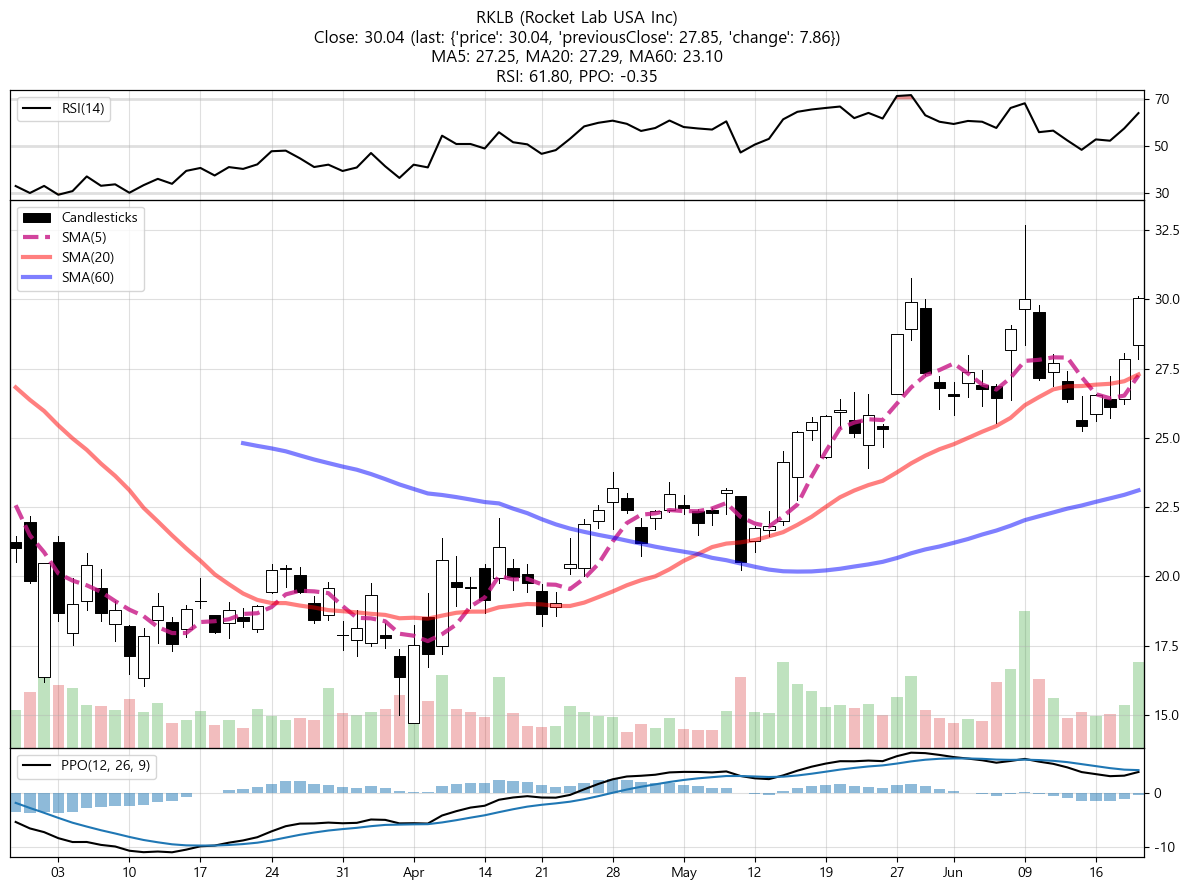 RKLB (Rocket Lab USA Inc)
Close: 30.04 (last: {'price': 30.04, 'previousClose': 27.85, 'change': 7.86})
MA5: 27.25, MA20: 27.29, MA60: 23.10
RSI: 61.80, PPO: -0.35
RSI(14)
70
50
30
Candlesticks
SMA(5)
SMA(20)
SMA(60)
32.5
30.0
27.5
25.0
22.5
20.0
17.5
15.0
PPO(12, 26, 9)
0
-10
03 10 17 24 31 Apr 14 21 28 May 12 19 27 Jun 09 16